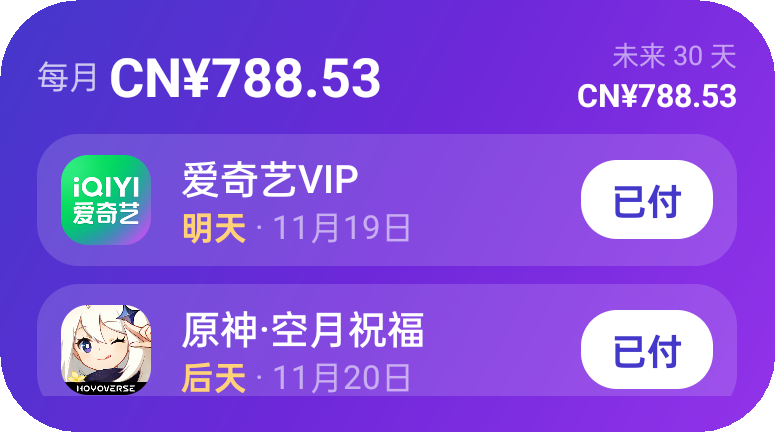 每月 CN¥788.53
未来 30 天
CN¥788.53
iQIYI
爱奇艺
爱奇艺VIP
明天 · 11月19日
已付
HOYOVERSE
原神·空月祝福
后天 · 11月20日
已付